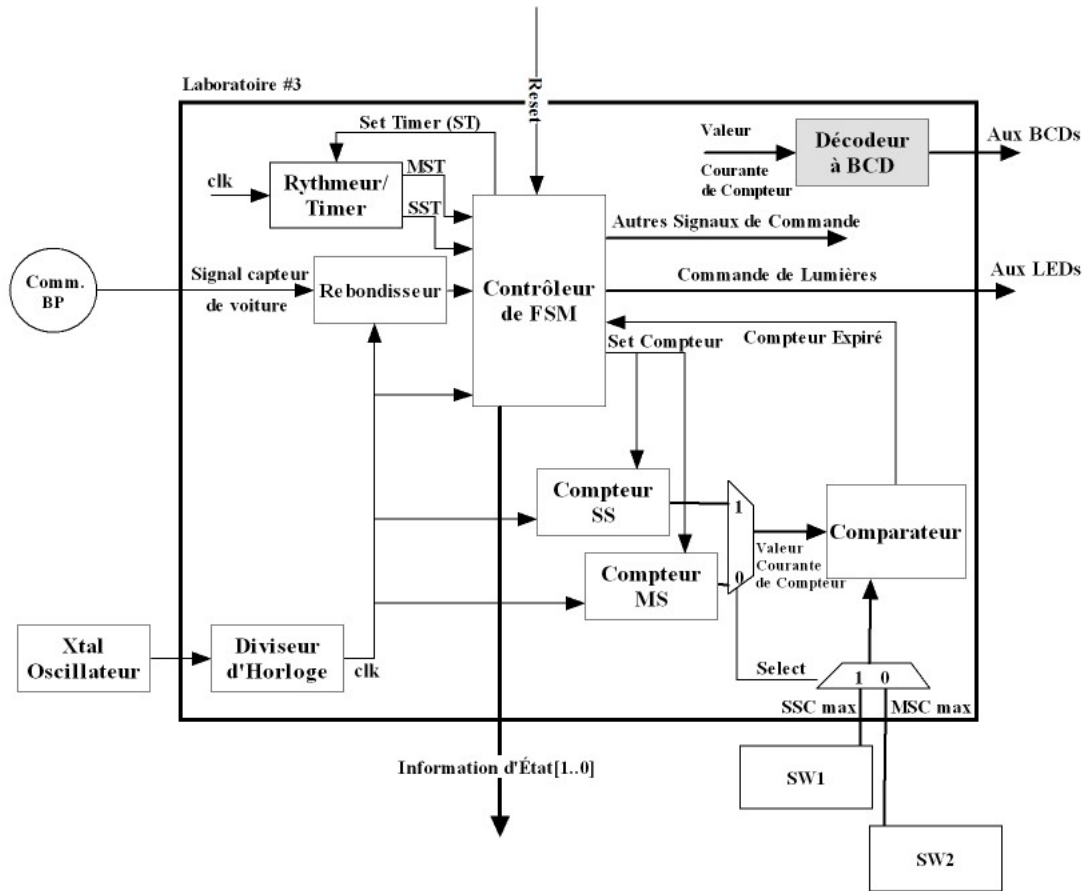 Laboratoire #3
Reset
Set Timer (ST)
clk
Rythmeur/
Timer
MST
SST
Valeur
Courante
de Compteur
Décodeur
à BCD
Aux BCDs
Comm.
BP
Signal capteur
de voiture
Rebondisseur
Contrôleur
de FSM
Autres Signaux de Commande
Commande de Lumières
Aux LEDs
Set Compteur
Compteur Expiré
Compteur
SS
1
0
Valeur
Courante
de Compteur
Comparateur
Compteur
MS
Xtal
Oscillateur
Diviseur
d'Horloge
clk
Select
1 0
SSC max
MSC max
Information d'État[1..0]
SW1
SW2